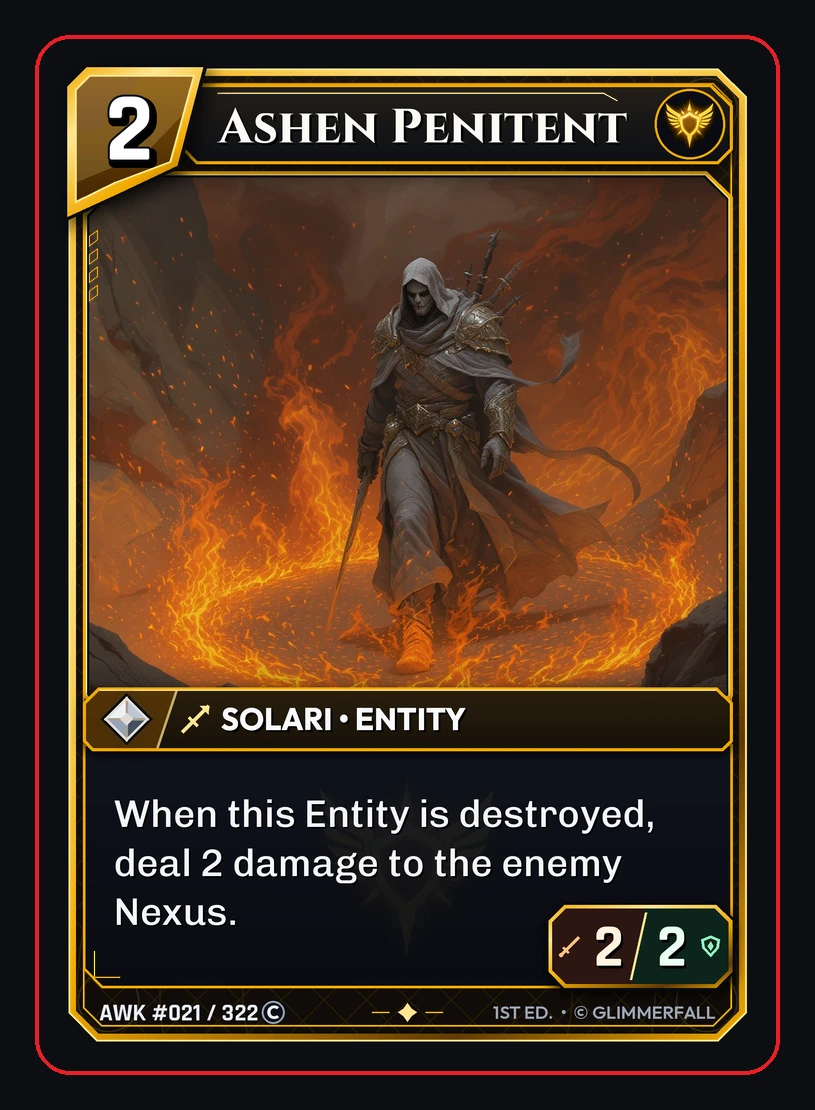 2
ASHEN PENITENT
SOLARI • ENTITY
When this Entity is destroyed,
deal 2 damage to the enemy
Nexus.
2 / 2
AWK #021 / 322 Ⓒ
1ST ED. • © GLIMMERFALL